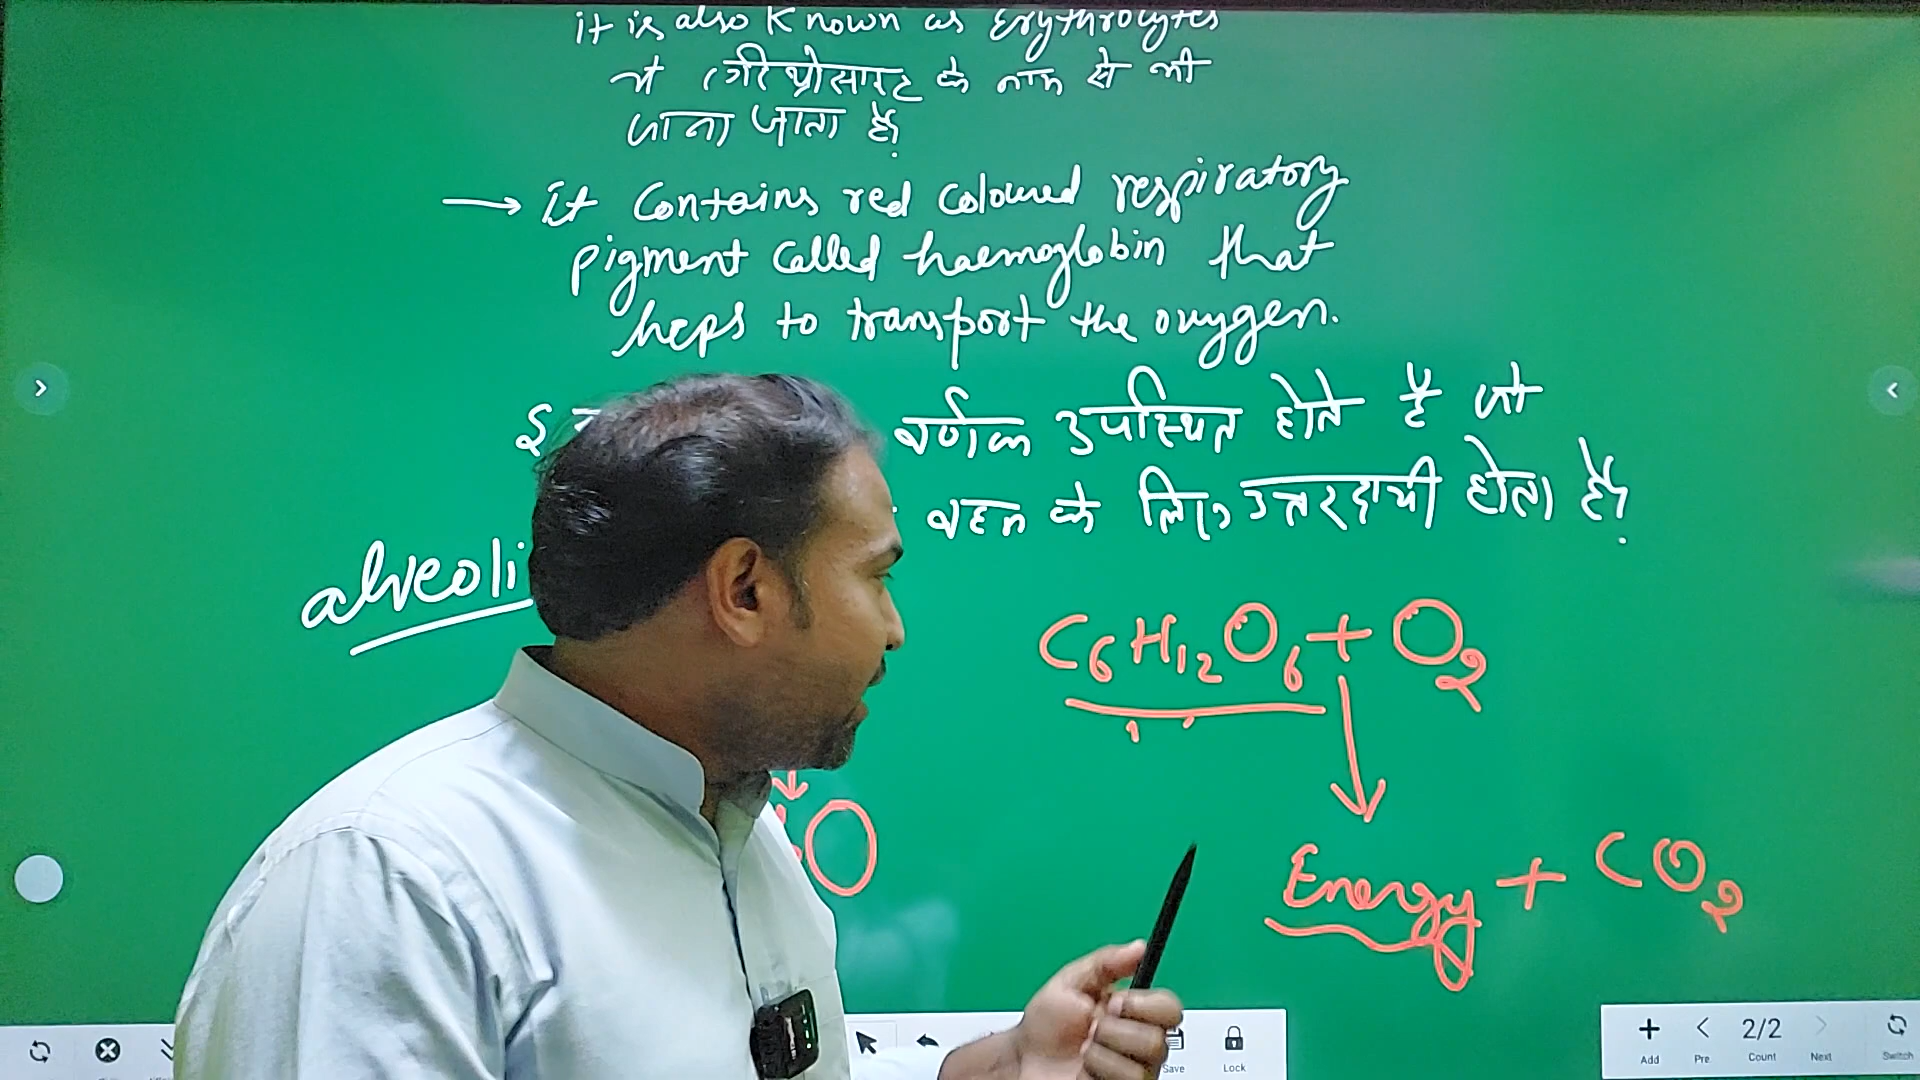 it is also known as Erythrocytes
के नाम से भी
जाना जाता है।
→ It contains red coloured respiratory
pigment called haemoglobin that
heps to transport the oxygen.
वर्णक उपस्थित होते है जो
वहन के लिए उत्तरदायी होता है।
alveoli
C6H12O6 + O2
Energy + CO2
Save
Lock
Add
Pre
2/2
Count
Next
Switch